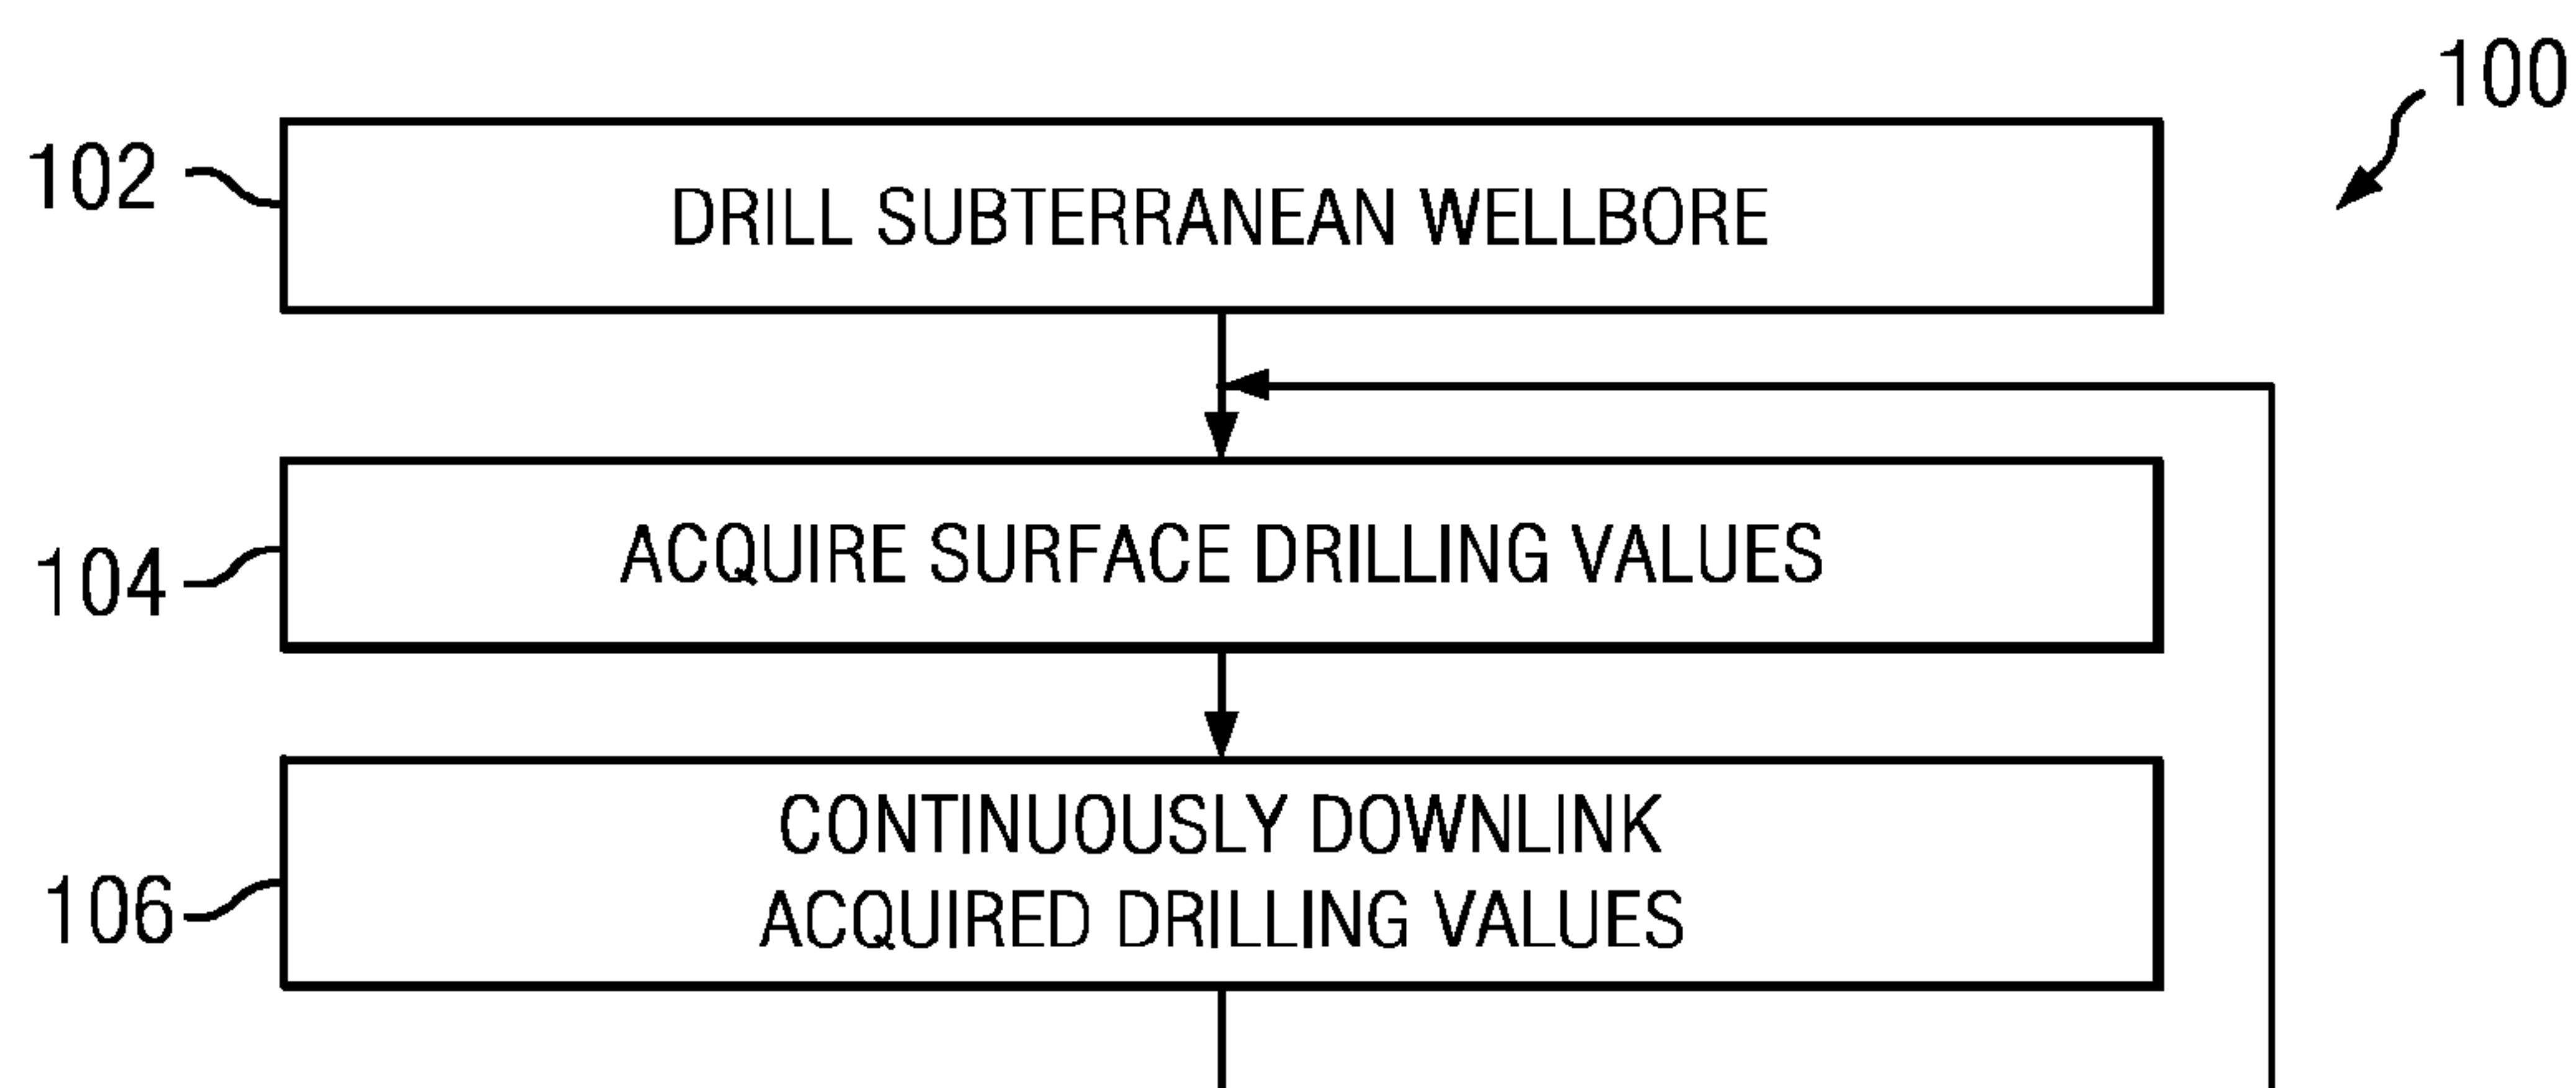 100
102
DRILL SUBTERRANEAN WELLBORE
104
ACQUIRE SURFACE DRILLING VALUES
106
CONTINUOUSLY DOWNLINK
ACQUIRED DRILLING VALUES